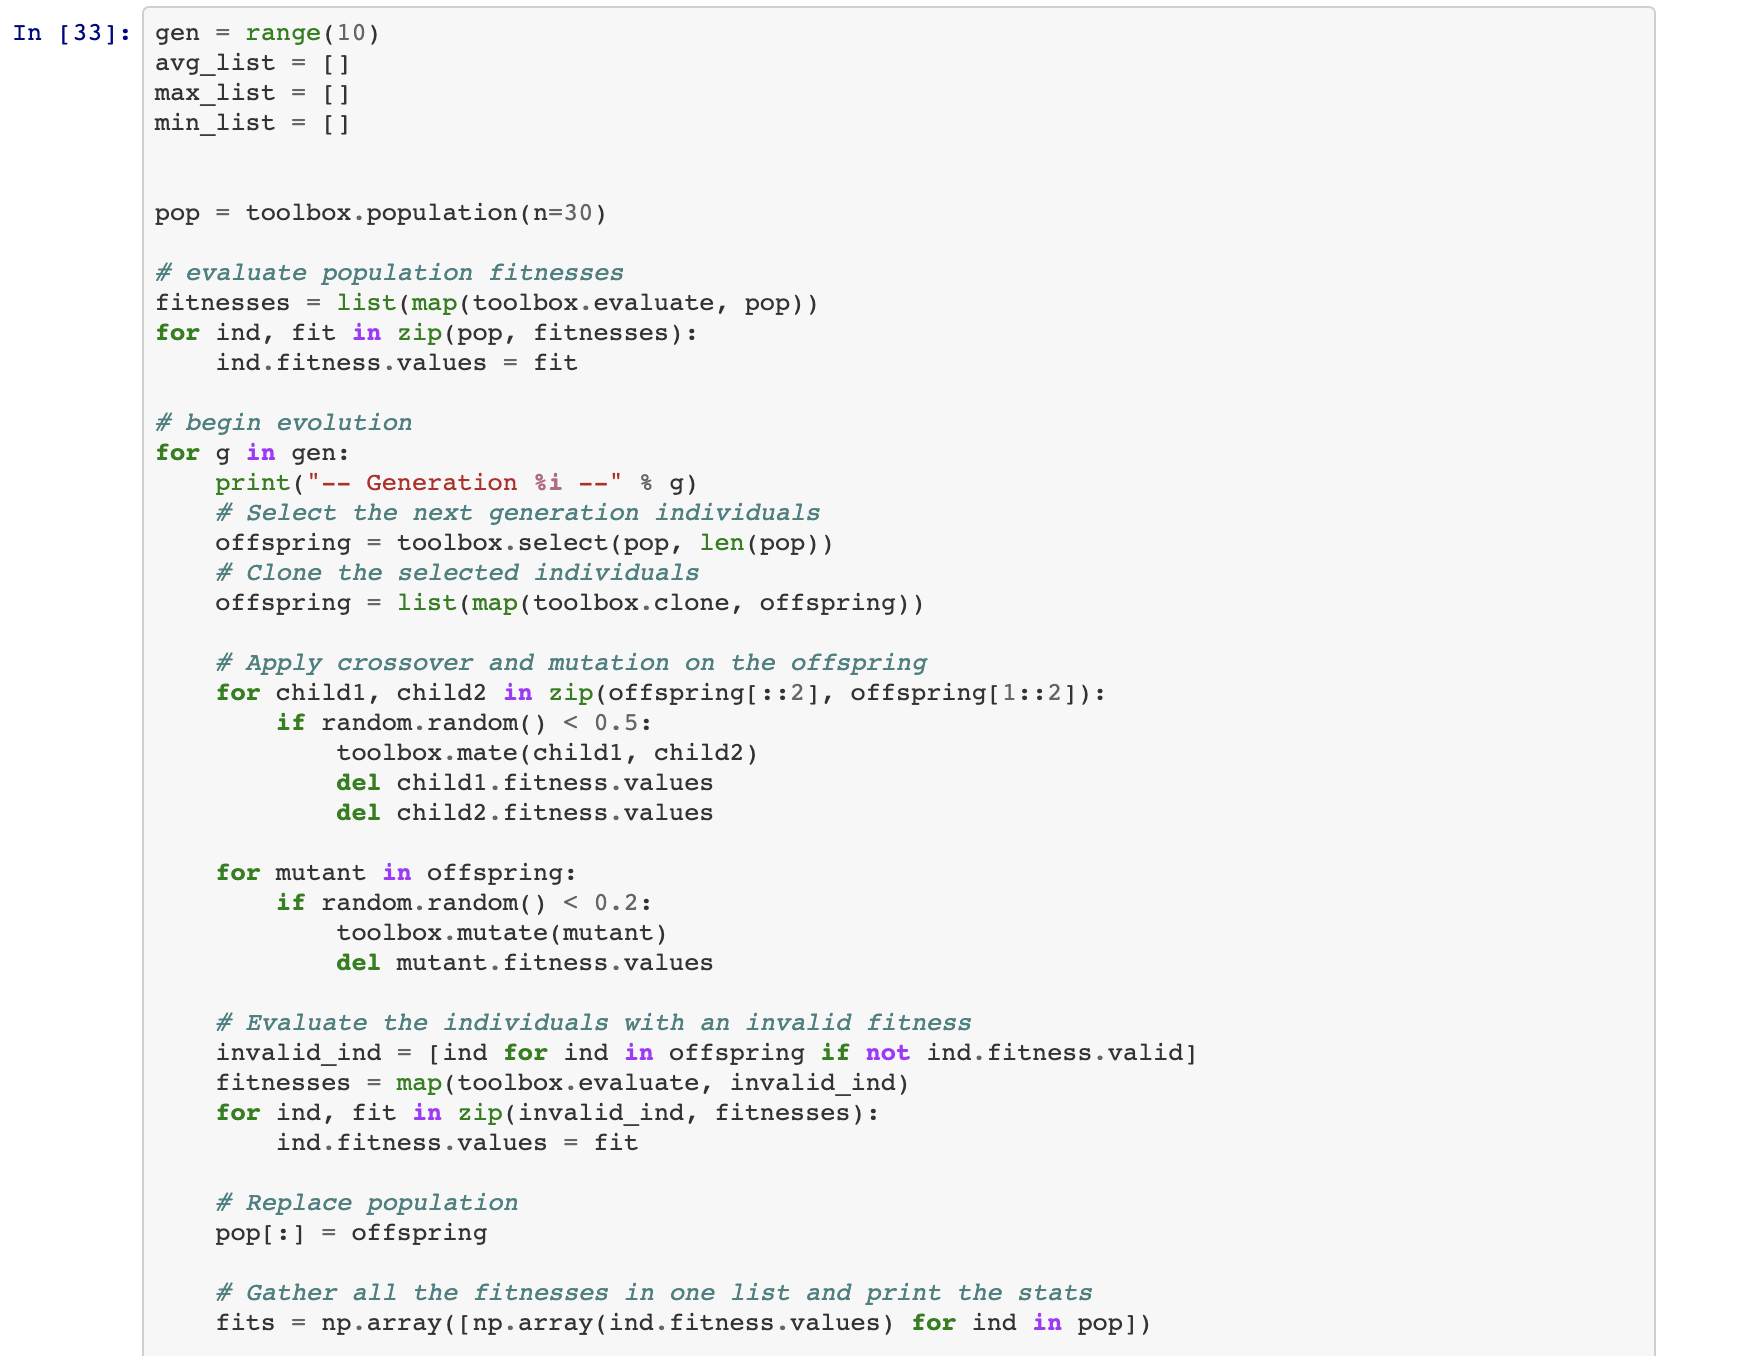 In [33]:
gen = range(10)
avg_list = []
max_list = []
min_list = []
pop = toolbox.population(n=30)
# evaluate population fitnesses
fitnesses = list(map(toolbox.evaluate, pop))
for ind, fit in zip(pop, fitnesses):
    ind.fitness.values = fit
# begin evolution
for g in gen:
    print("-- Generation %i --" % g)
    # Select the next generation individuals
    offspring = toolbox.select(pop, len(pop))
    # Clone the selected individuals
    offspring = list(map(toolbox.clone, offspring))
    # Apply crossover and mutation on the offspring
    for child1, child2 in zip(offspring[::2], offspring[1::2]):
        if random.random() < 0.5:
            toolbox.mate(child1, child2)
            del child1.fitness.values
            del child2.fitness.values
    for mutant in offspring:
        if random.random() < 0.2:
            toolbox.mutate(mutant)
            del mutant.fitness.values
    # Evaluate the individuals with an invalid fitness
    invalid_ind = [ind for ind in offspring if not ind.fitness.valid]
    fitnesses = map(toolbox.evaluate, invalid_ind)
    for ind, fit in zip(invalid_ind, fitnesses):
        ind.fitness.values = fit
    # Replace population
    pop[:] = offspring
    # Gather all the fitnesses in one list and print the stats
    fits = np.array([np.array(ind.fitness.values) for ind in pop])